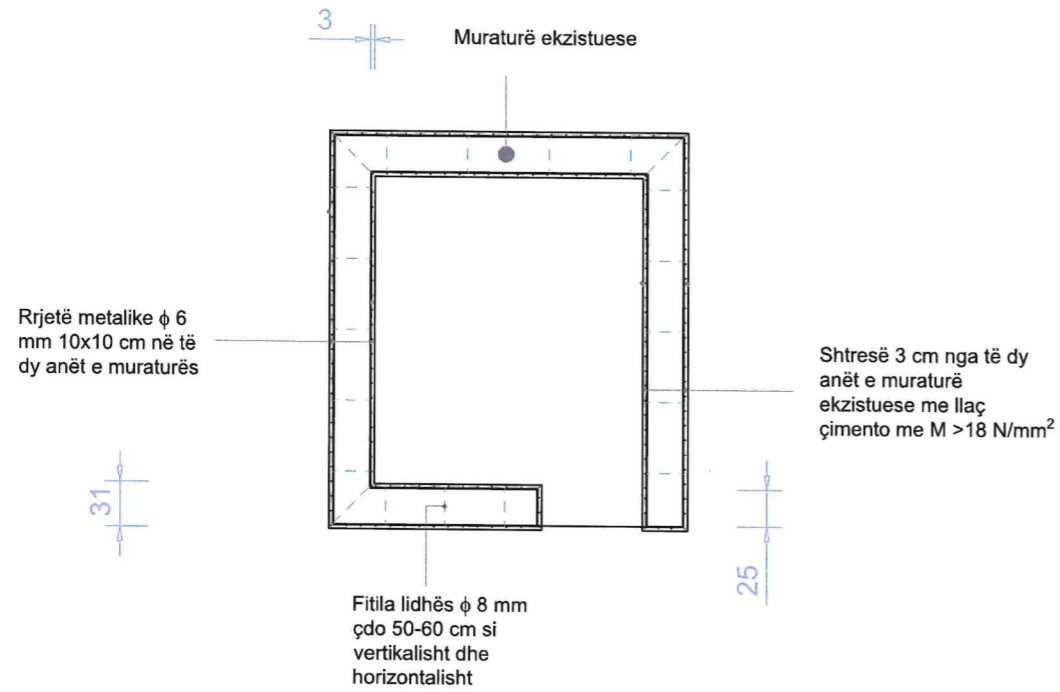 3
Muraturë ekzistuese
Rrjetë metalike ϕ 6
mm 10x10 cm në të
dy anët e muraturës
Shtresë 3 cm nga të dy
anët e muraturë
ekzistuese me llaç
çimento me M >18 N/mm²
31
25
Fitila lidhës ϕ 8 mm
çdo 50-60 cm si
vertikalisht dhe
horizontalisht